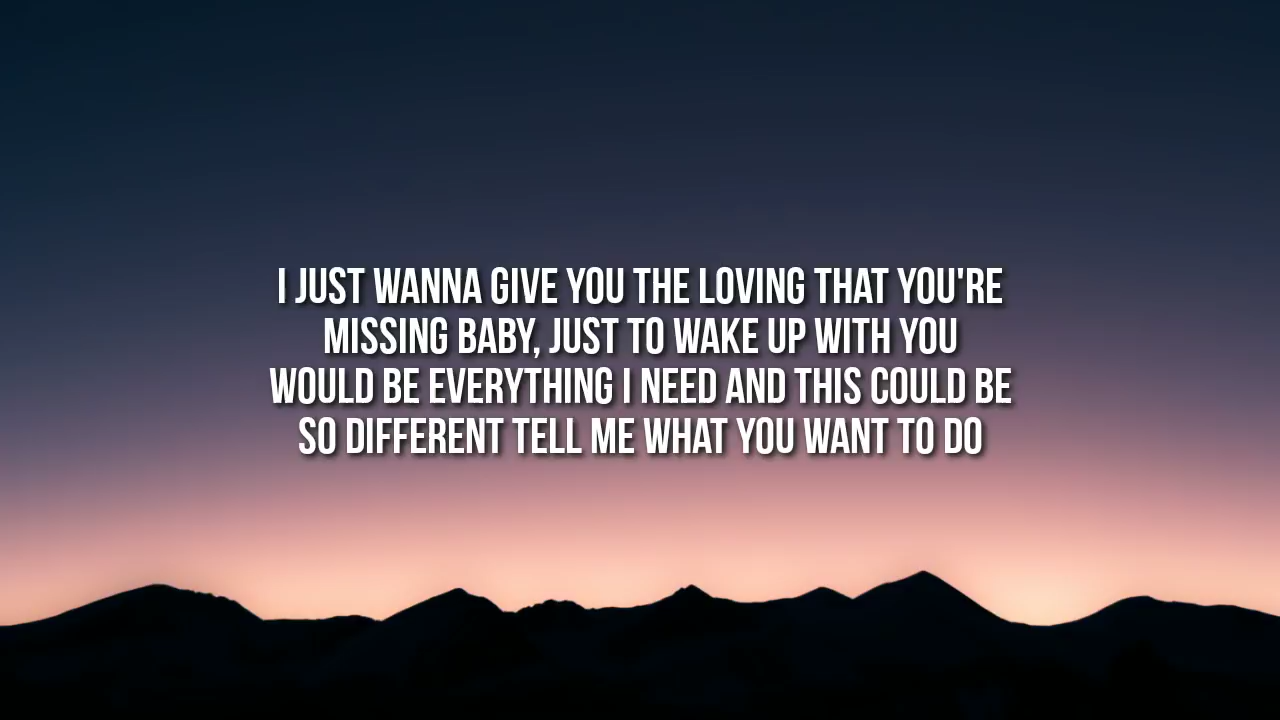 I JUST WANNA GIVE YOU THE LOVING THAT YOU'RE
MISSING BABY, JUST TO WAKE UP WITH YOU
WOULD BE EVERYTHING I NEED AND THIS COULD BE
SO DIFFERENT TELL ME WHAT YOU WANT TO DO